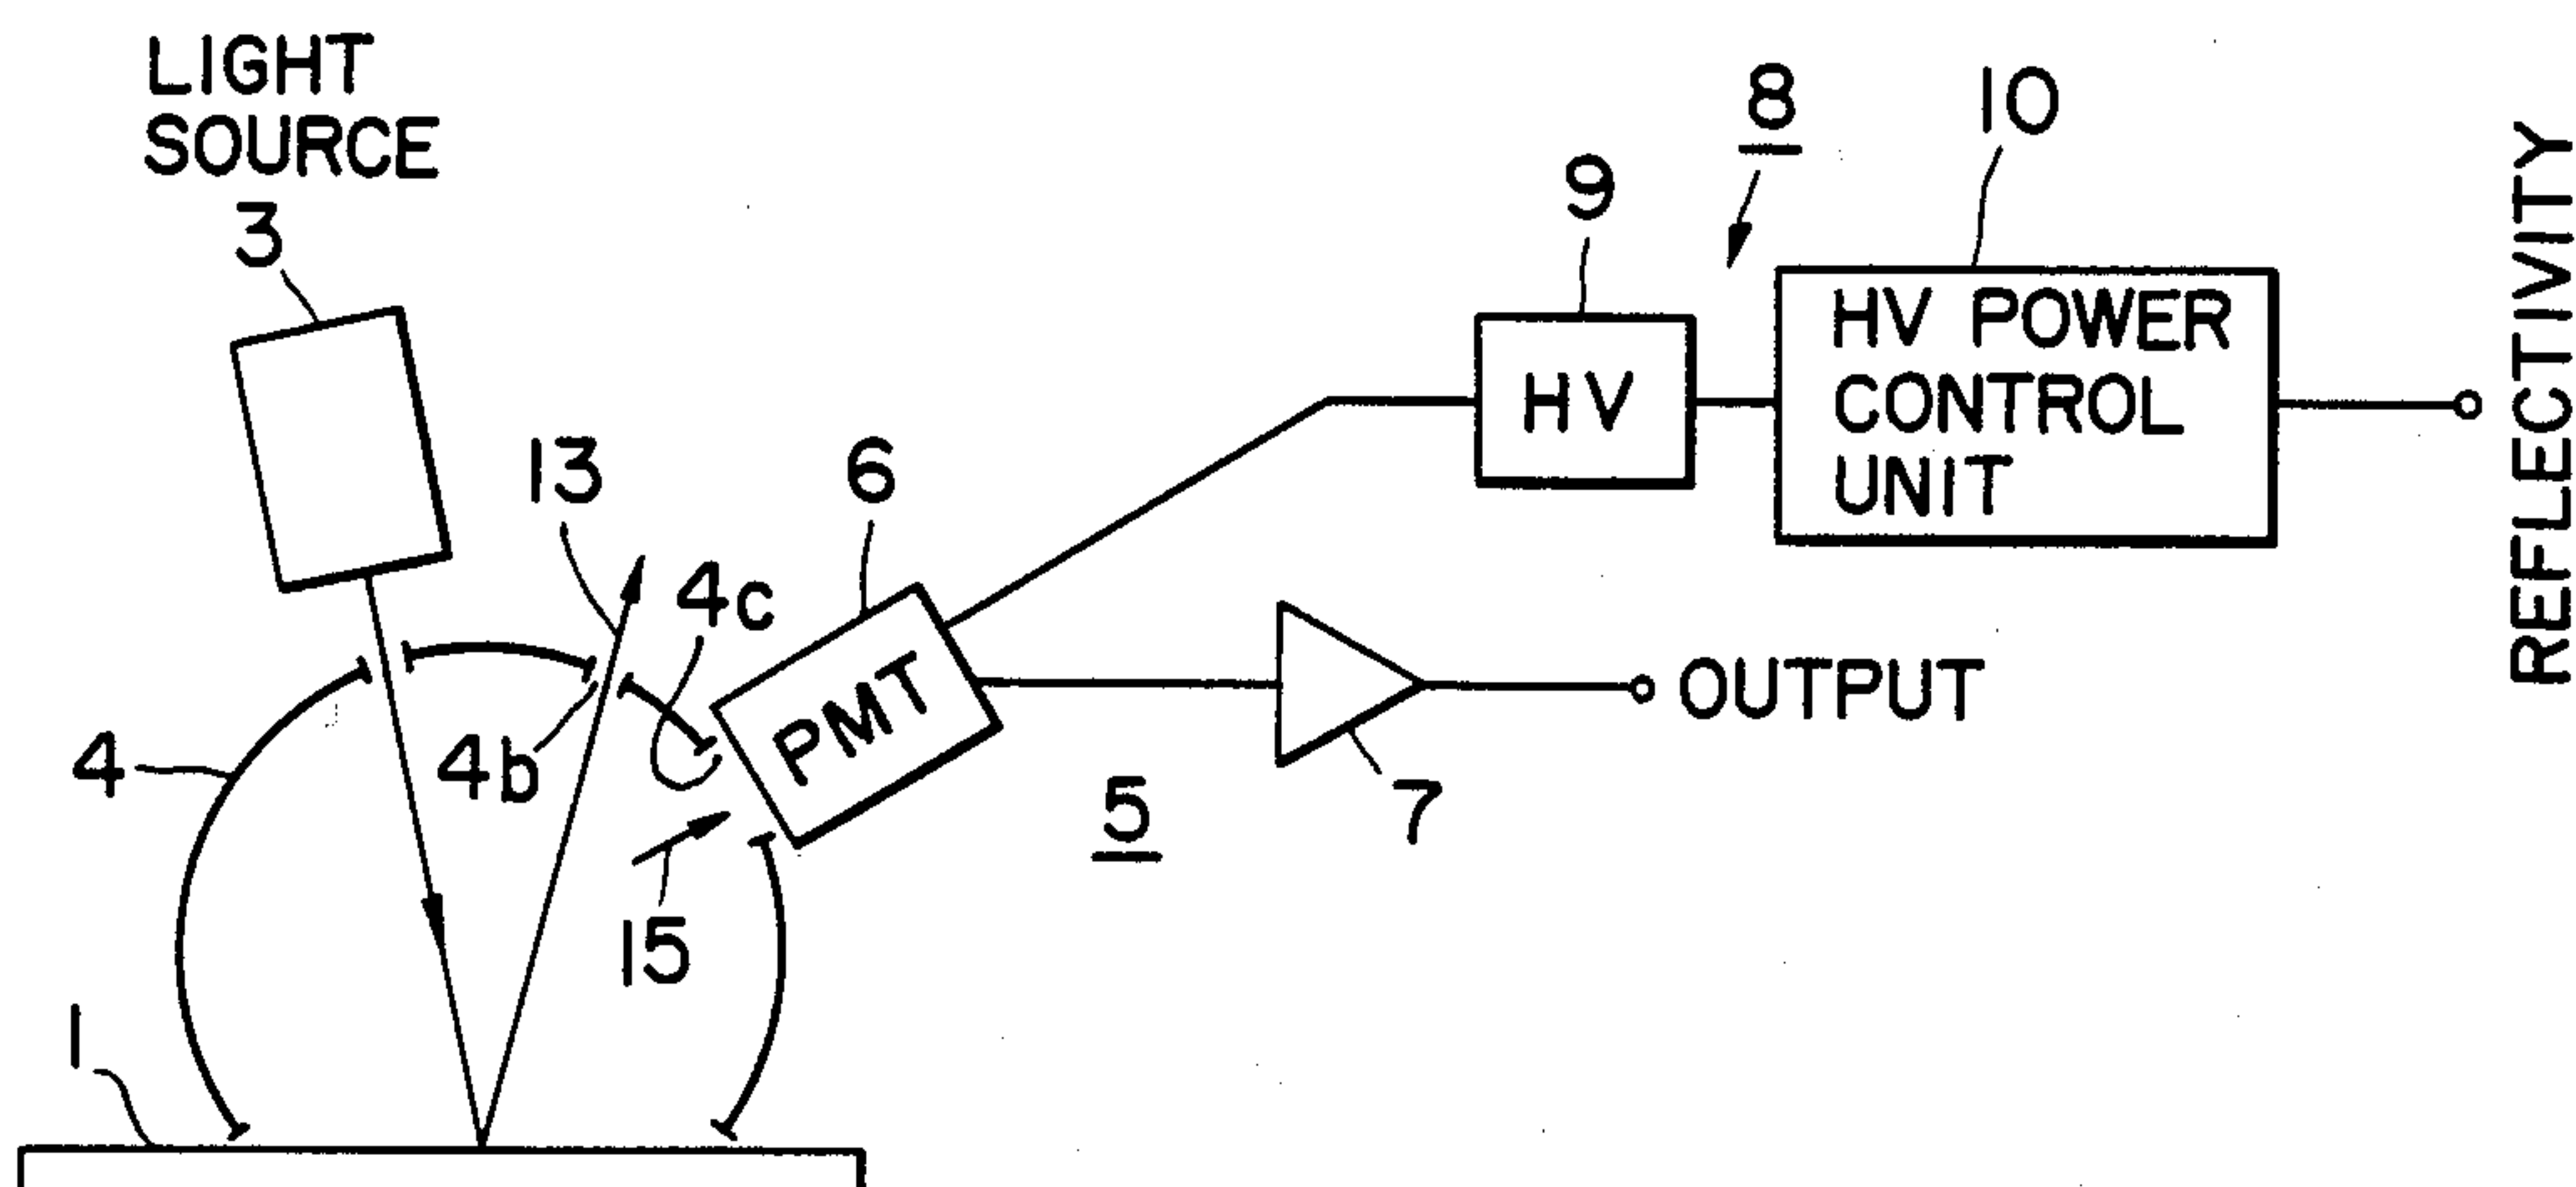 LIGHT
SOURCE
3
8
10
9
HV POWER
CONTROL
UNIT
HV
REFLECTIVITY
13
6
4c
PMT
OUTPUT
4
4b
5
7
15
1